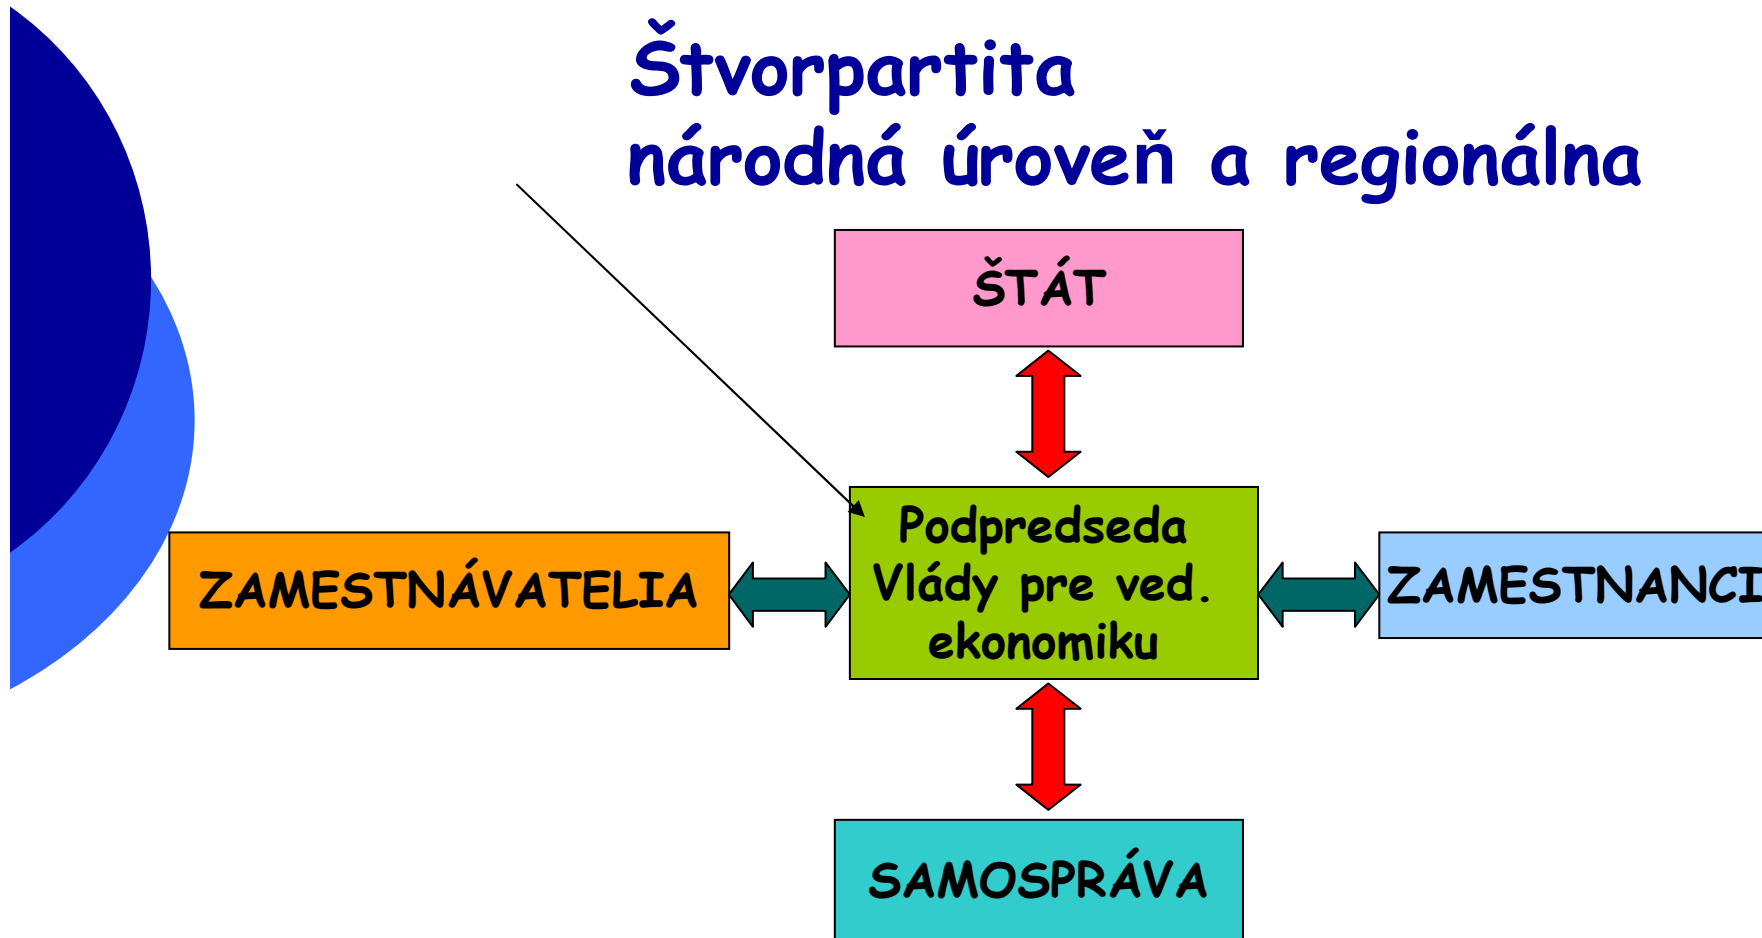 Štvorpartita
národná úroveň a regionálna
ŠTÁT
ZAMESTNÁVATELIA
Podpredseda
Vlády pre ved.
ekonomiku
ZAMESTNANCI
SAMOSPRÁVA